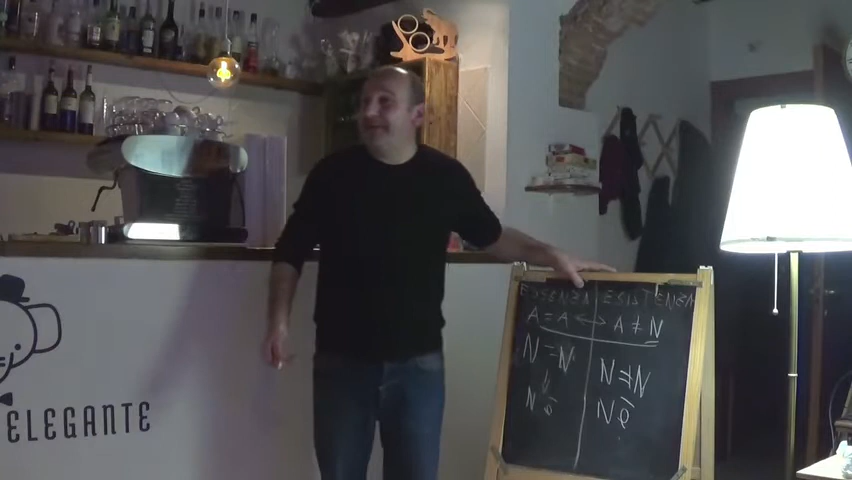 ESSENZA ESISTENZA
A = A ↔ A ≠ N
N = N N ≠ N
N è N è
ELEGANTE